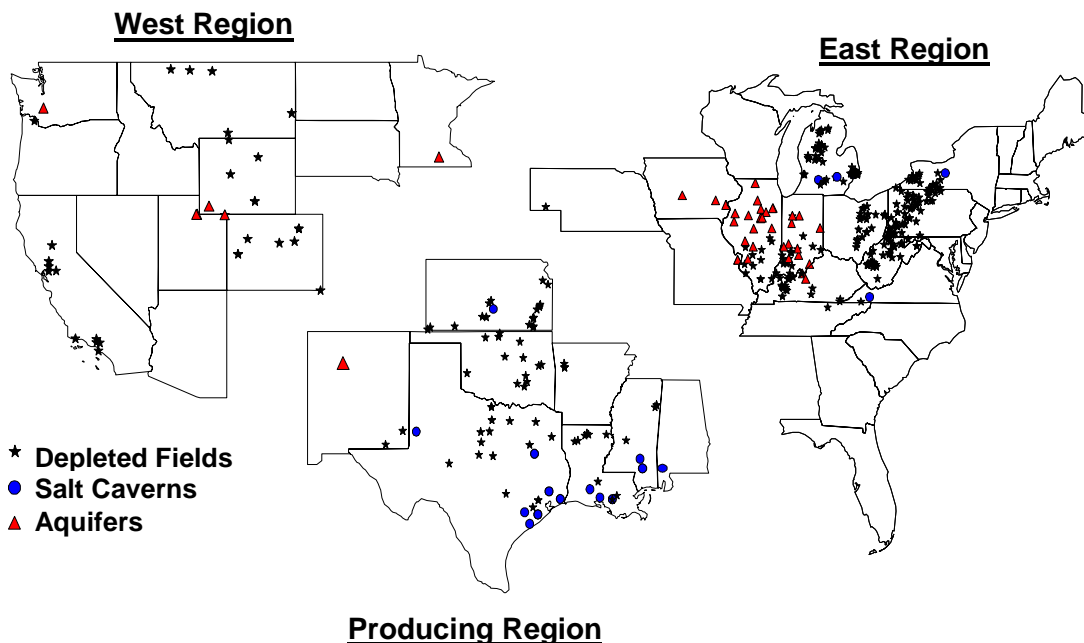 West Region
East Region
Depleted Fields
Salt Caverns
Aquifers
Producing Region